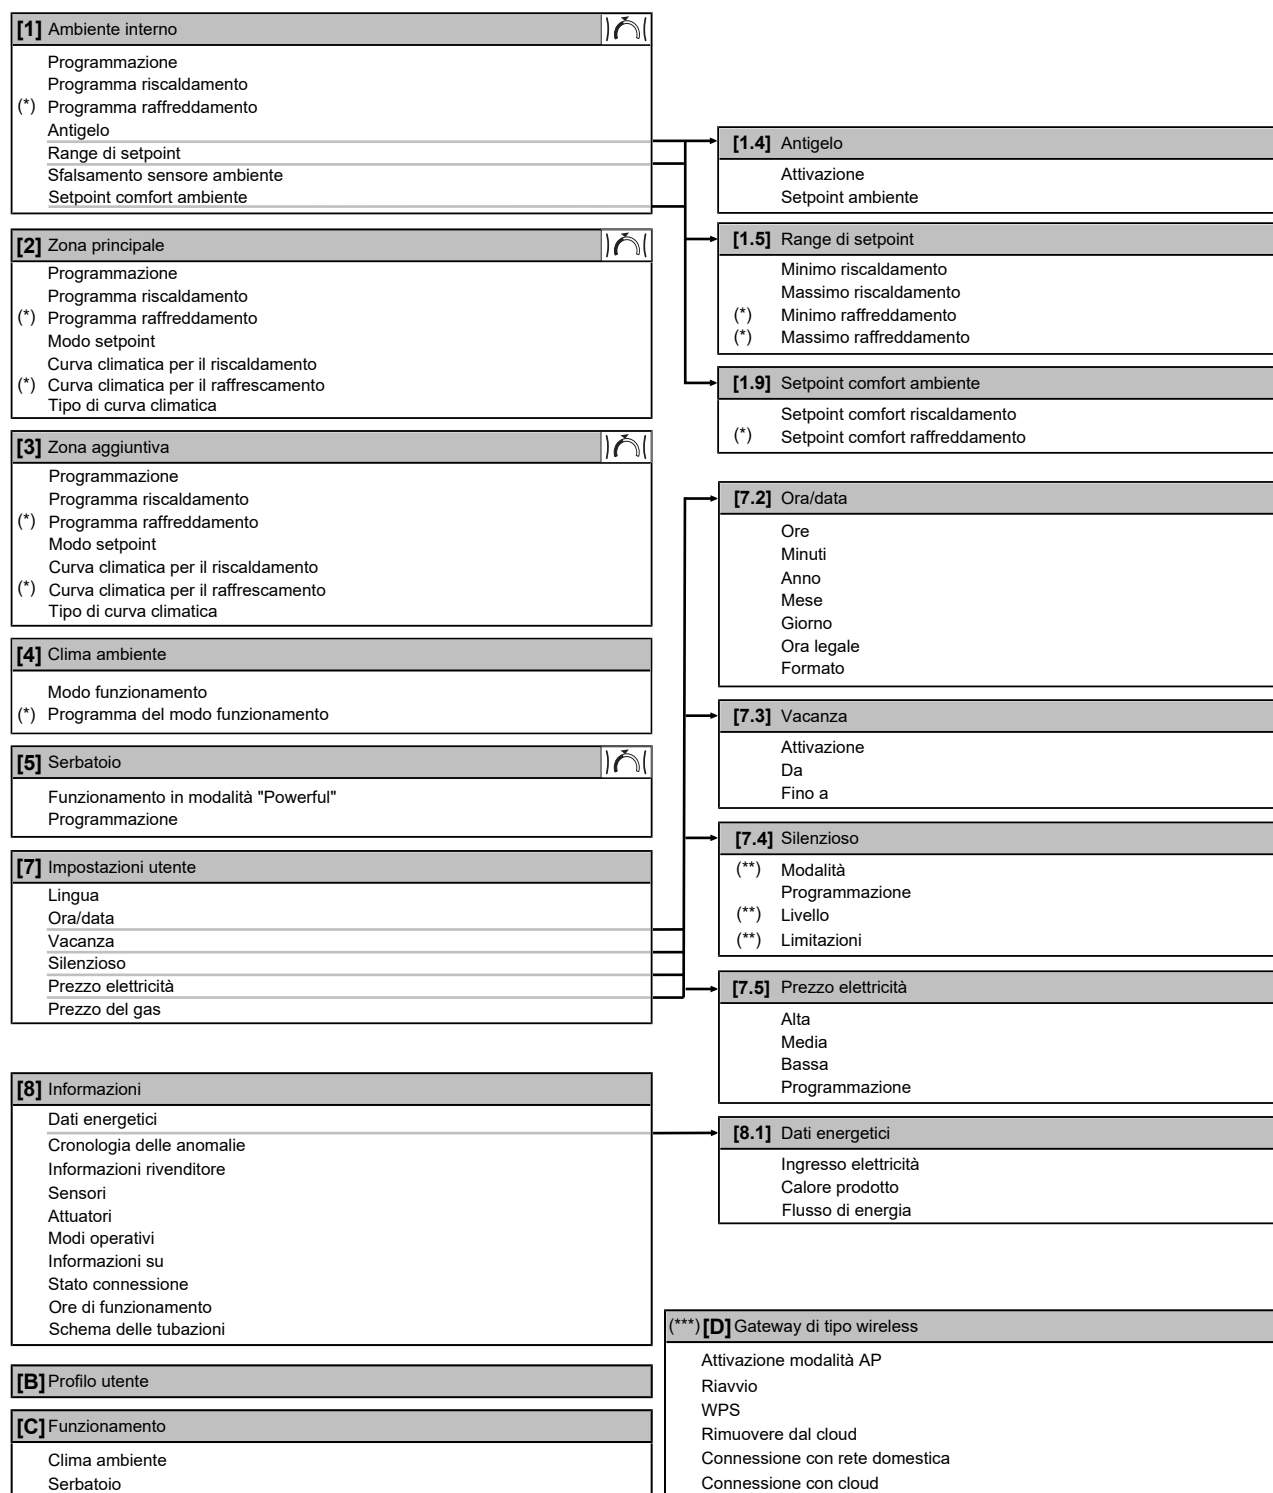 [1] Ambiente interno
Programmazione
Programma riscaldamento
(*) Programma raffreddamento
Antigelo
Range di setpoint
Sfalsamento sensore ambiente
Setpoint comfort ambiente
[2] Zona principale
Programmazione
Programma riscaldamento
(*) Programma raffreddamento
Modo setpoint
Curva climatica per il riscaldamento
(*) Curva climatica per il raffrescamento
Tipo di curva climatica
[3] Zona aggiuntiva
Programmazione
Programma riscaldamento
(*) Programma raffreddamento
Modo setpoint
Curva climatica per il riscaldamento
(*) Curva climatica per il raffrescamento
Tipo di curva climatica
[4] Clima ambiente
Modo funzionamento
(*) Programma del modo funzionamento
[5] Serbatoio
Funzionamento in modalità "Powerful"
Programmazione
[7] Impostazioni utente
Lingua
Ora/data
Vacanza
Silenzioso
Prezzo elettricità
Prezzo del gas
[8] Informazioni
Dati energetici
Cronologia delle anomalie
Informazioni rivenditore
Sensori
Attuatori
Modi operativi
Informazioni su
Stato connessione
Ore di funzionamento
Schema delle tubazioni
[B] Profilo utente
[C] Funzionamento
Clima ambiente
Serbatoio
[1.4] Antigelo
Attivazione
Setpoint ambiente
[1.5] Range di setpoint
Minimo riscaldamento
Massimo riscaldamento
(*) Minimo raffreddamento
(*) Massimo raffreddamento
[1.9] Setpoint comfort ambiente
Setpoint comfort riscaldamento
(*) Setpoint comfort raffreddamento
[7.2] Ora/data
Ore
Minuti
Anno
Mese
Giorno
Ora legale
Formato
[7.3] Vacanza
Attivazione
Da
Fino a
[7.4] Silenzioso
(**) Modalità
Programmazione
(**) Livello
(**) Limitazioni
[7.5] Prezzo elettricità
Alta
Media
Bassa
Programmazione
[8.1] Dati energetici
Ingresso elettricità
Calore prodotto
Flusso di energia
(***) [D] Gateway di tipo wireless
Attivazione modalità AP
Riavvio
WPS
Rimuovere dal cloud
Connessione con rete domestica
Connessione con cloud